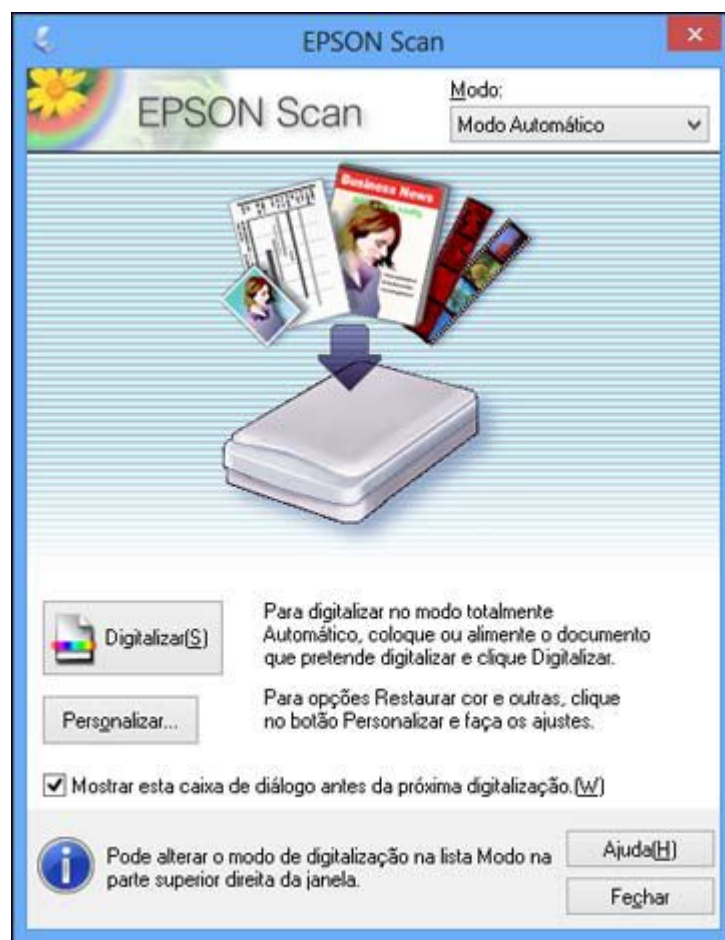 EPSON Scan
EPSON Scan
Modo:
Modo Automático
Business News
Digitalizar(S)
Para digitalizar no modo totalmente
Automático, coloque ou alimente o documento
que pretende digitalizar e clique Digitalizar.
Personalizar...
Para opções Restaurar cor e outras, clique
no botão Personalizar e faça os ajustes.
Mostrar esta caixa de diálogo antes da próxima digitalização.(W)
Pode alterar o modo de digitalização na lista Modo na
parte superior direita da janela.
Ajuda(H)
Fechar